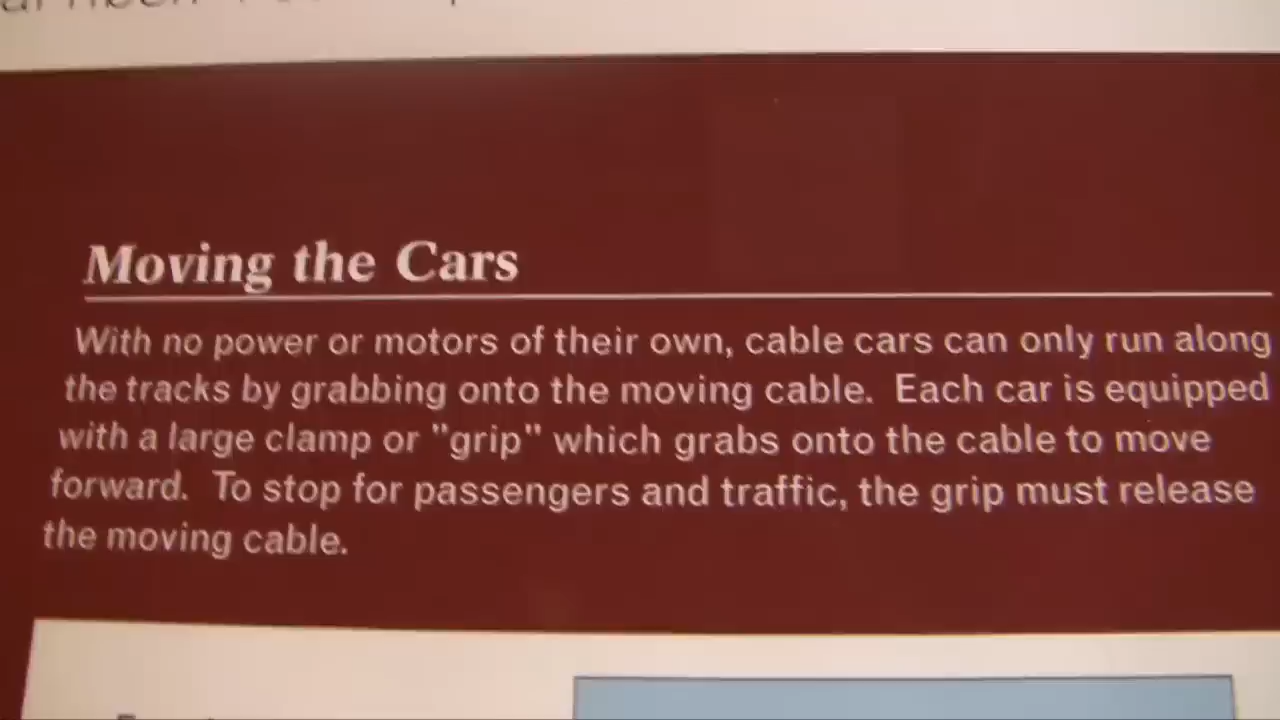 Moving the Cars
With no power or motors of their own, cable cars can only run along
the tracks by grabbing onto the moving cable. Each car is equipped
with a large clamp or "grip" which grabs onto the cable to move
forward. To stop for passengers and traffic, the grip must release
the moving cable.